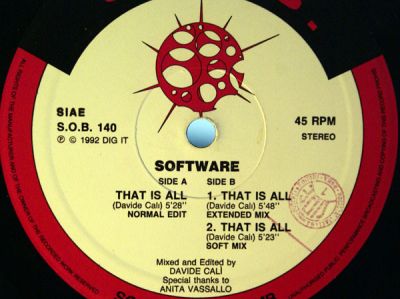 SIAE
S.O.B. 140
℗ © 1992 DIG IT
45 RPM
STEREO
SOFTWARE
SIDE A
THAT IS ALL
(Davide Calì) 5'28"
NORMAL EDIT
SIDE B
1. THAT IS ALL
(Davide Calì) 5'48"
EXTENDED MIX
2. THAT IS ALL
(Davide Calì) 5'23"
SOFT MIX
Mixed and Edited by
DAVIDE CALÌ
Special thanks to
ANITA VASSALLO